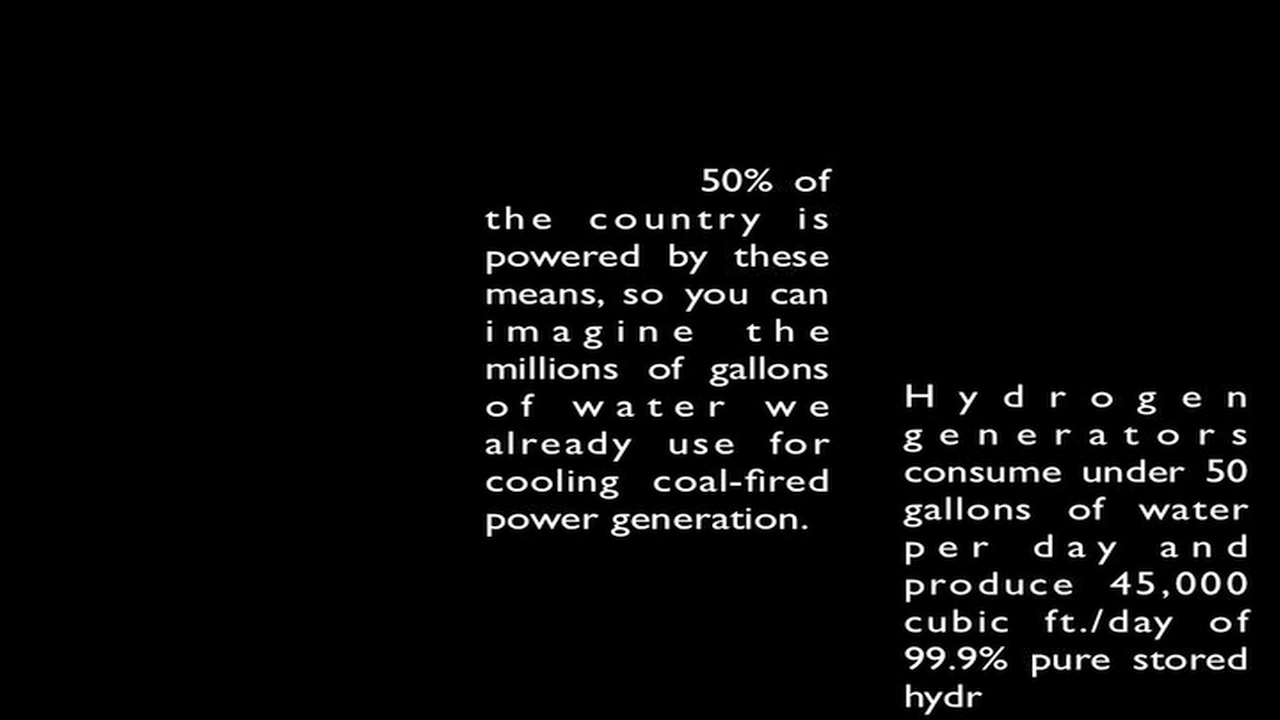 50% of
the country is
powered by these
means, so you can
imagine the
millions of gallons
of water we
already use for
cooling coal-fired
power generation.
Hydrogen
generators
consume under 50
gallons of water
per day and
produce 45,000
cubic ft./day of
99.9% pure stored
hydr